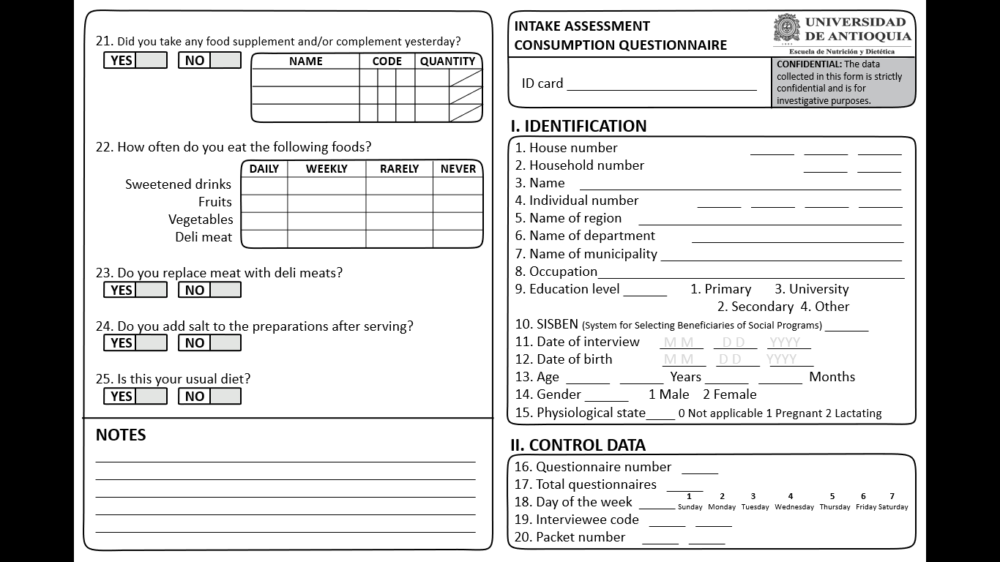 21. Did you take any food supplement and/or complement yesterday?
YES NO
NAME CODE QUANTITY
22. How often do you eat the following foods?
DAILY WEEKLY RARELY NEVER
Sweetened drinks
Fruits
Vegetables
Deli meat
23. Do you replace meat with deli meats?
YES NO
24. Do you add salt to the preparations after serving?
YES NO
25. Is this your usual diet?
YES NO
NOTES
INTAKE ASSESSMENT
CONSUMPTION QUESTIONNAIRE
UNIVERSIDAD
DE ANTIOQUIA
1803
Escuela de Nutrición y Dietética
ID card
CONFIDENTIAL: The data
collected in this form is strictly
confidential and is for
investigative purposes.
I. IDENTIFICATION
1. House number
2. Household number
3. Name
4. Individual number
5. Name of region
6. Name of department
7. Name of municipality
8. Occupation
9. Education level 1. Primary 3. University
2. Secondary 4. Other
10. SISBEN (System for Selecting Beneficiaries of Social Programs)
11. Date of interview MM DD YYYY
12. Date of birth MM DD YYYY
13. Age Years Months
14. Gender 1 Male 2 Female
15. Physiological state 0 Not applicable 1 Pregnant 2 Lactating
II. CONTROL DATA
16. Questionnaire number
17. Total questionnaires
1 2 3 4 5 6 7
18. Day of the week Sunday Monday Tuesday Wednesday Thursday Friday Saturday
19. Interviewee code
20. Packet number